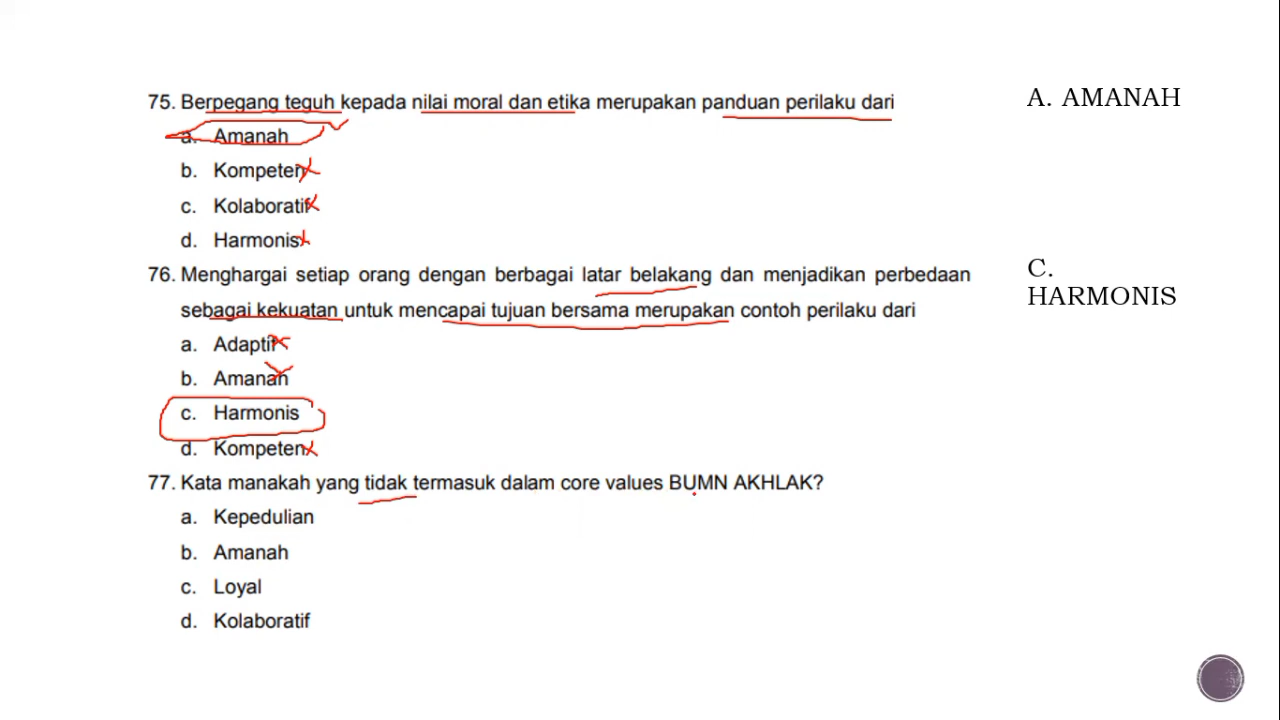 75. Berpegang teguh kepada nilai moral dan etika merupakan panduan perilaku dari
a. Amanah
b. Kompeten
c. Kolaboratif
d. Harmonis
76. Menghargai setiap orang dengan berbagai latar belakang dan menjadikan perbedaan
sebagai kekuatan untuk mencapai tujuan bersama merupakan contoh perilaku dari
a. Adaptif
b. Amanah
c. Harmonis
d. Kompeten
77. Kata manakah yang tidak termasuk dalam core values BUMN AKHLAK?
a. Kepedulian
b. Amanah
c. Loyal
d. Kolaboratif
A. AMANAH
C.
HARMONIS